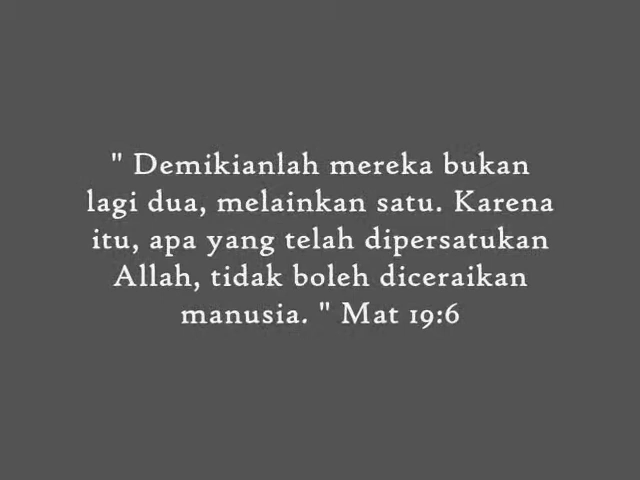 " Demikianlah mereka bukan
lagi dua, melainkan satu. Karena
itu, apa yang telah dipersatukan
Allah, tidak boleh diceraikan
manusia. " Mat 19:6